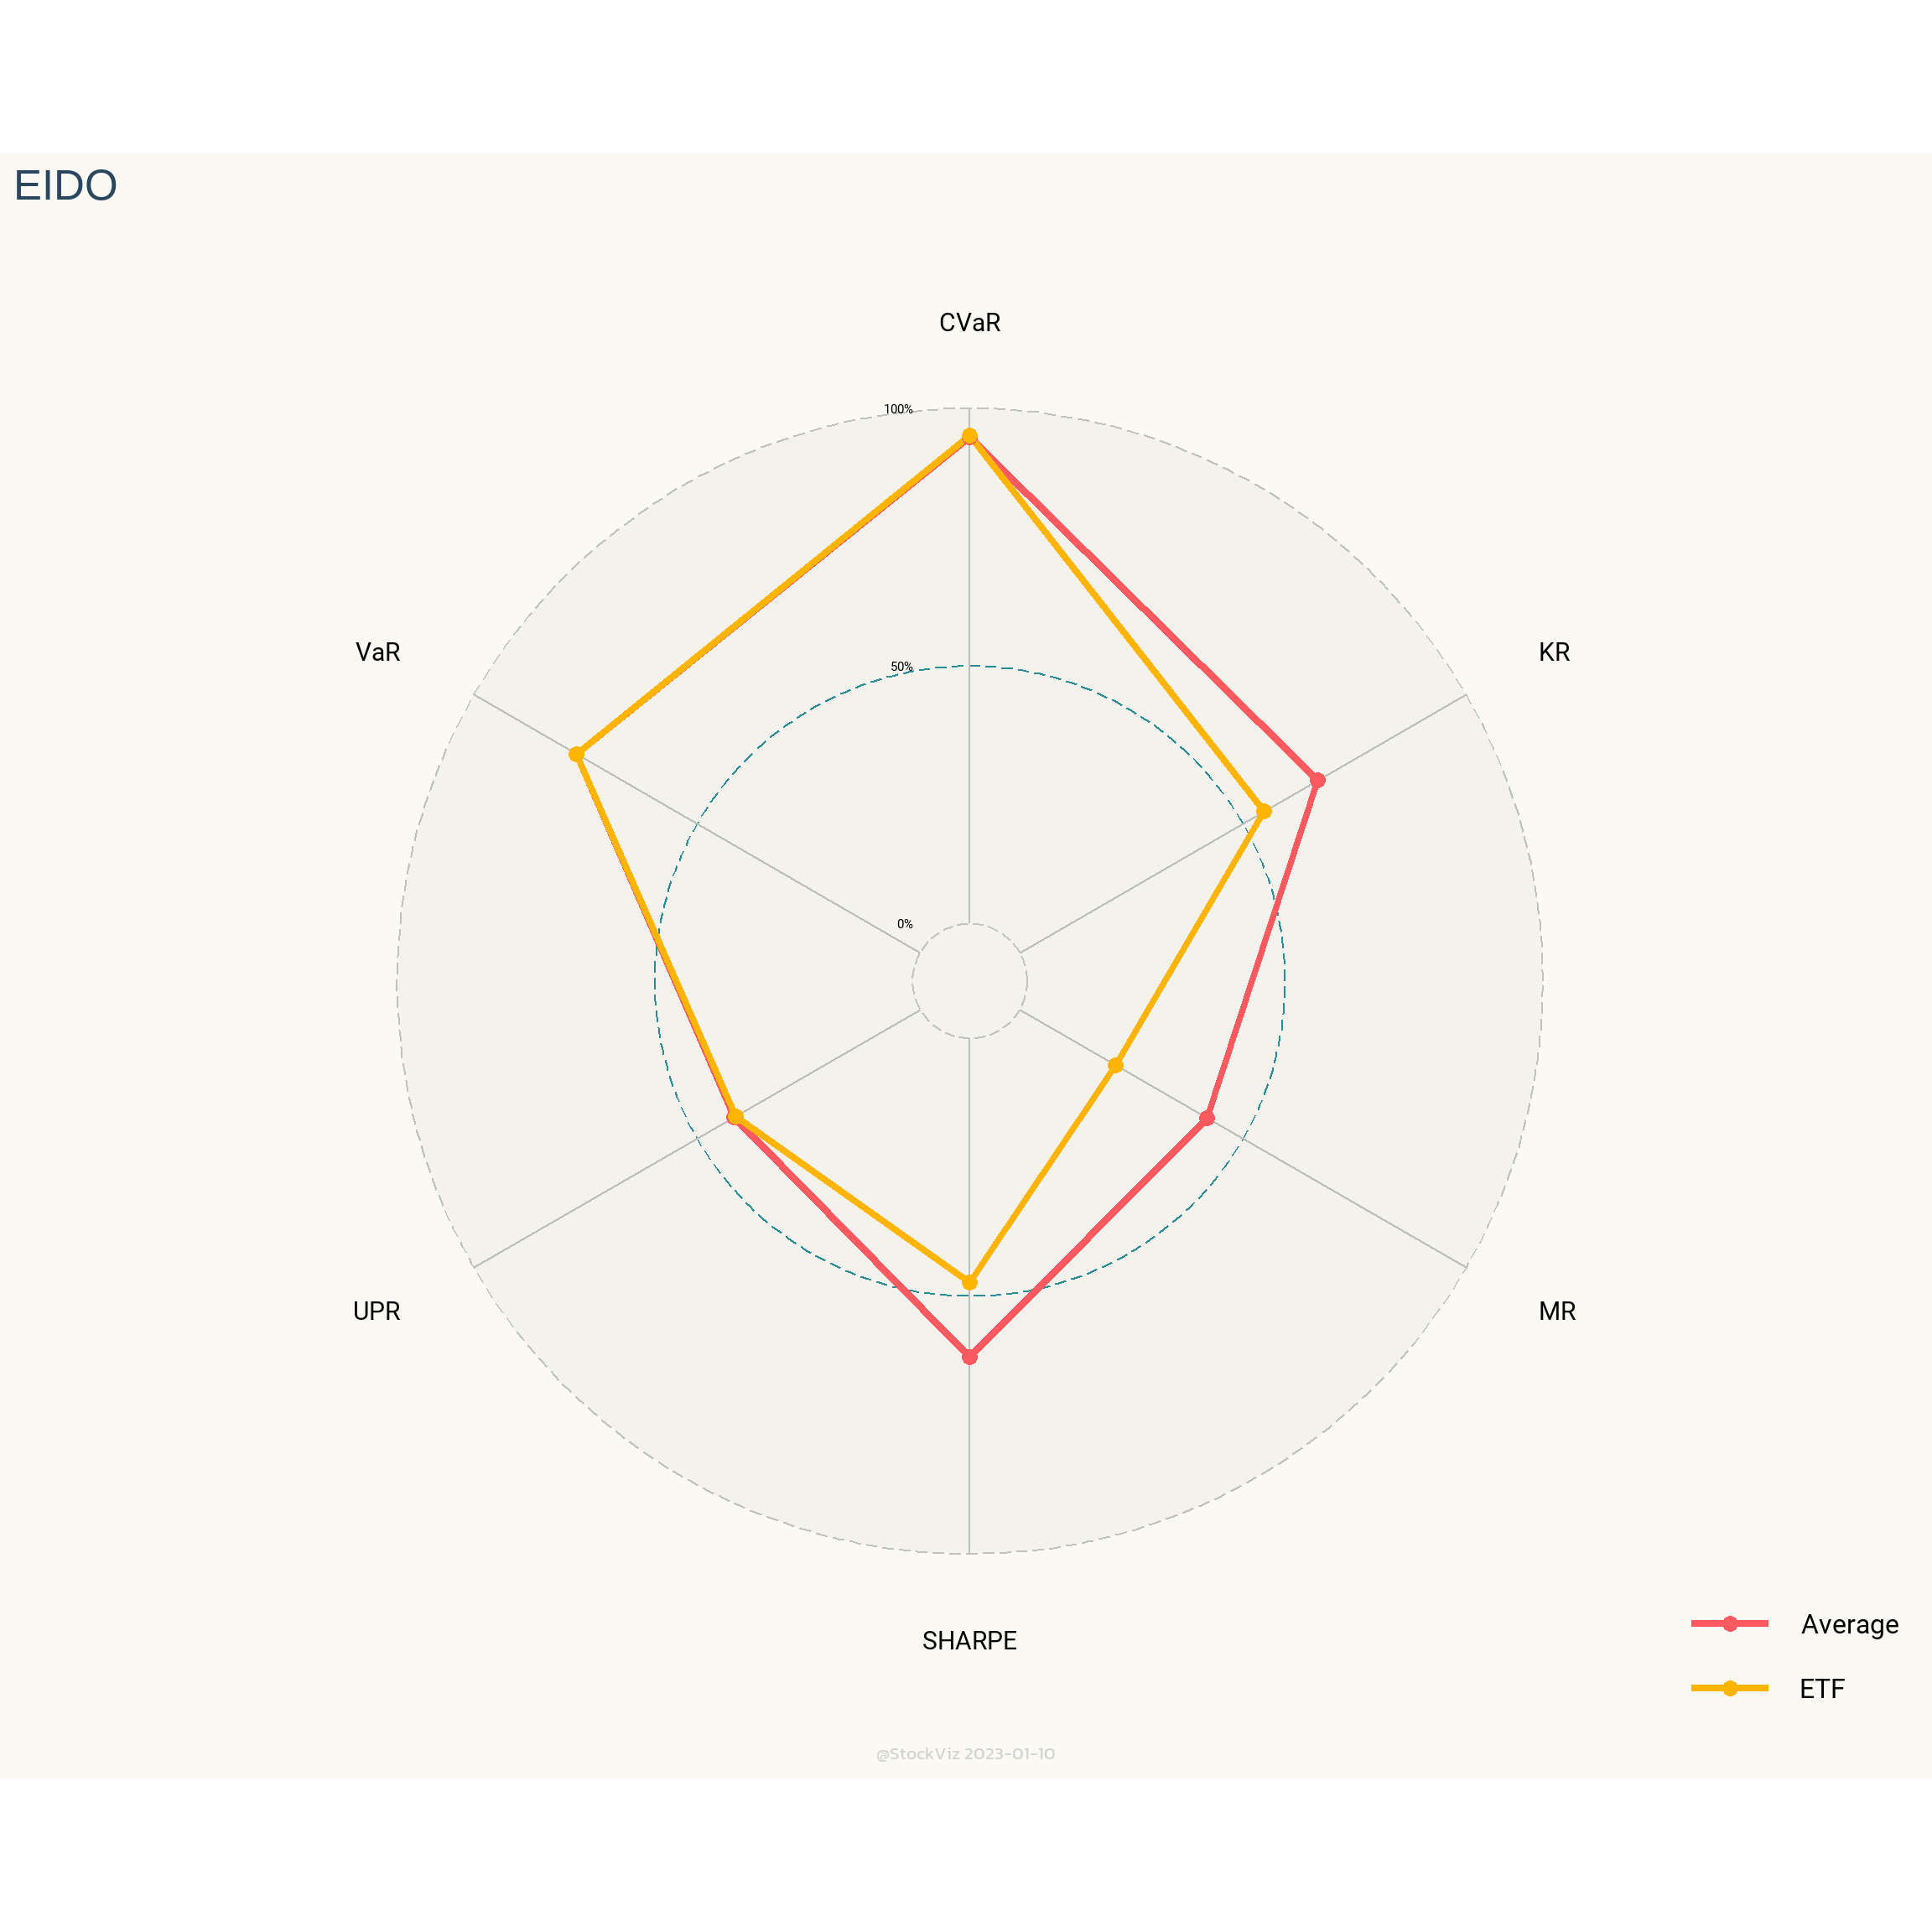 EIDO
CVaR
100%
VaR
KR
50%
0%
UPR
MR
SHARPE
Average
ETF
@StockViz 2023-01-10